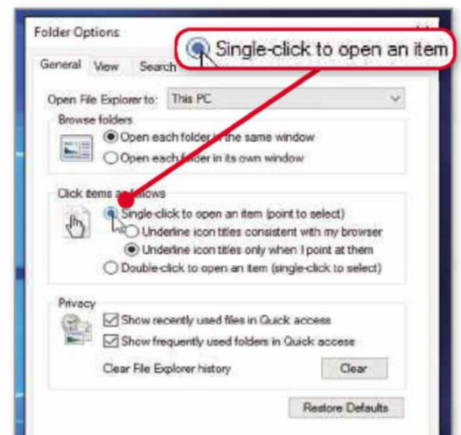 Folder Options
Single-click to open an item
General View Search
Open File Explorer to: This PC
Browse folders
Open each folder in the same window
Open each folder in its own window
Click items as follows
Single-click to open an item (point to select)
Underline icon titles consistent with my browser
Underline icon titles only when I point at them
Double-click to open an item (single-click to select)
Privacy
Show recently used files in Quick access
Show frequently used folders in Quick access
Clear File Explorer history Clear
Restore Defaults